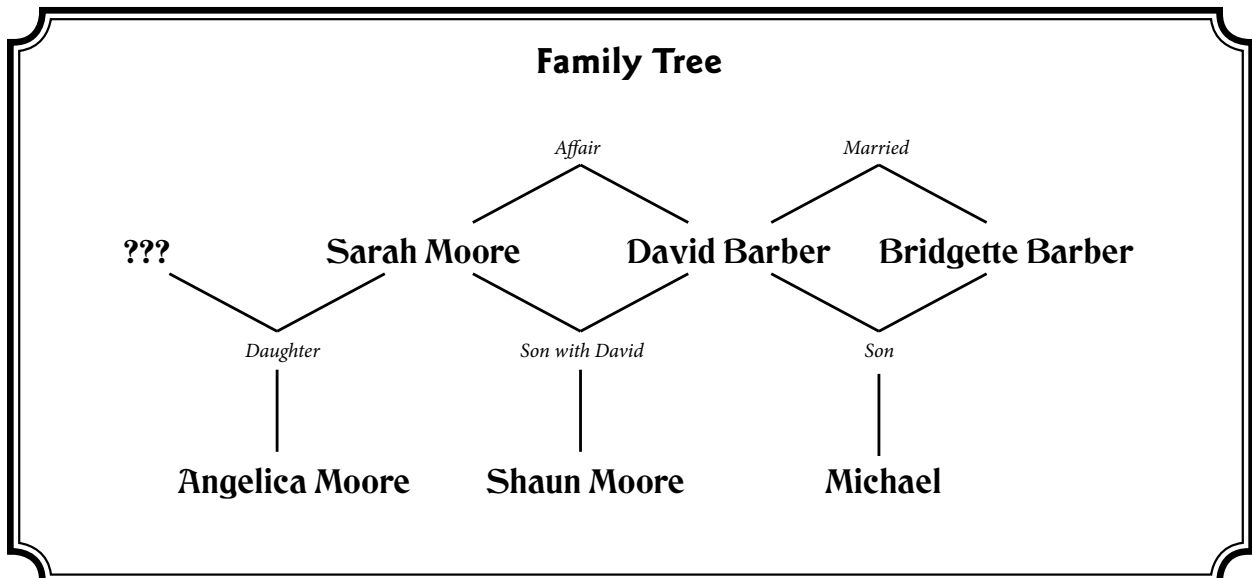 Family Tree
Affair Married
??? Sarah Moore David Barber Bridgette Barber
Daughter Son with David Son
Angelica Moore Shaun Moore Michael